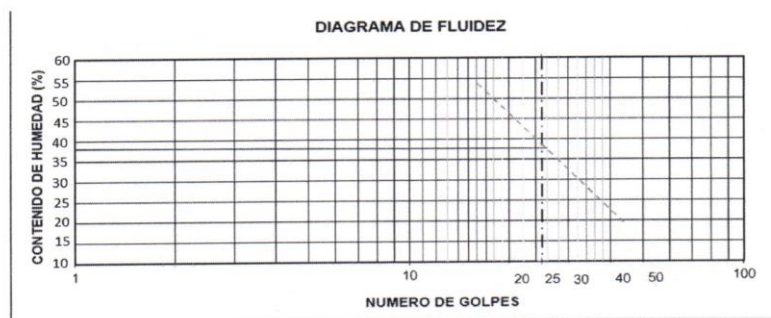 DIAGRAMA DE FLUIDEZ
CONTENIDO DE HUMEDAD (%)
60
55
50
45
40
35
30
25
20
15
10
1 10 20 25 30 40 50 100
NUMERO DE GOLPES